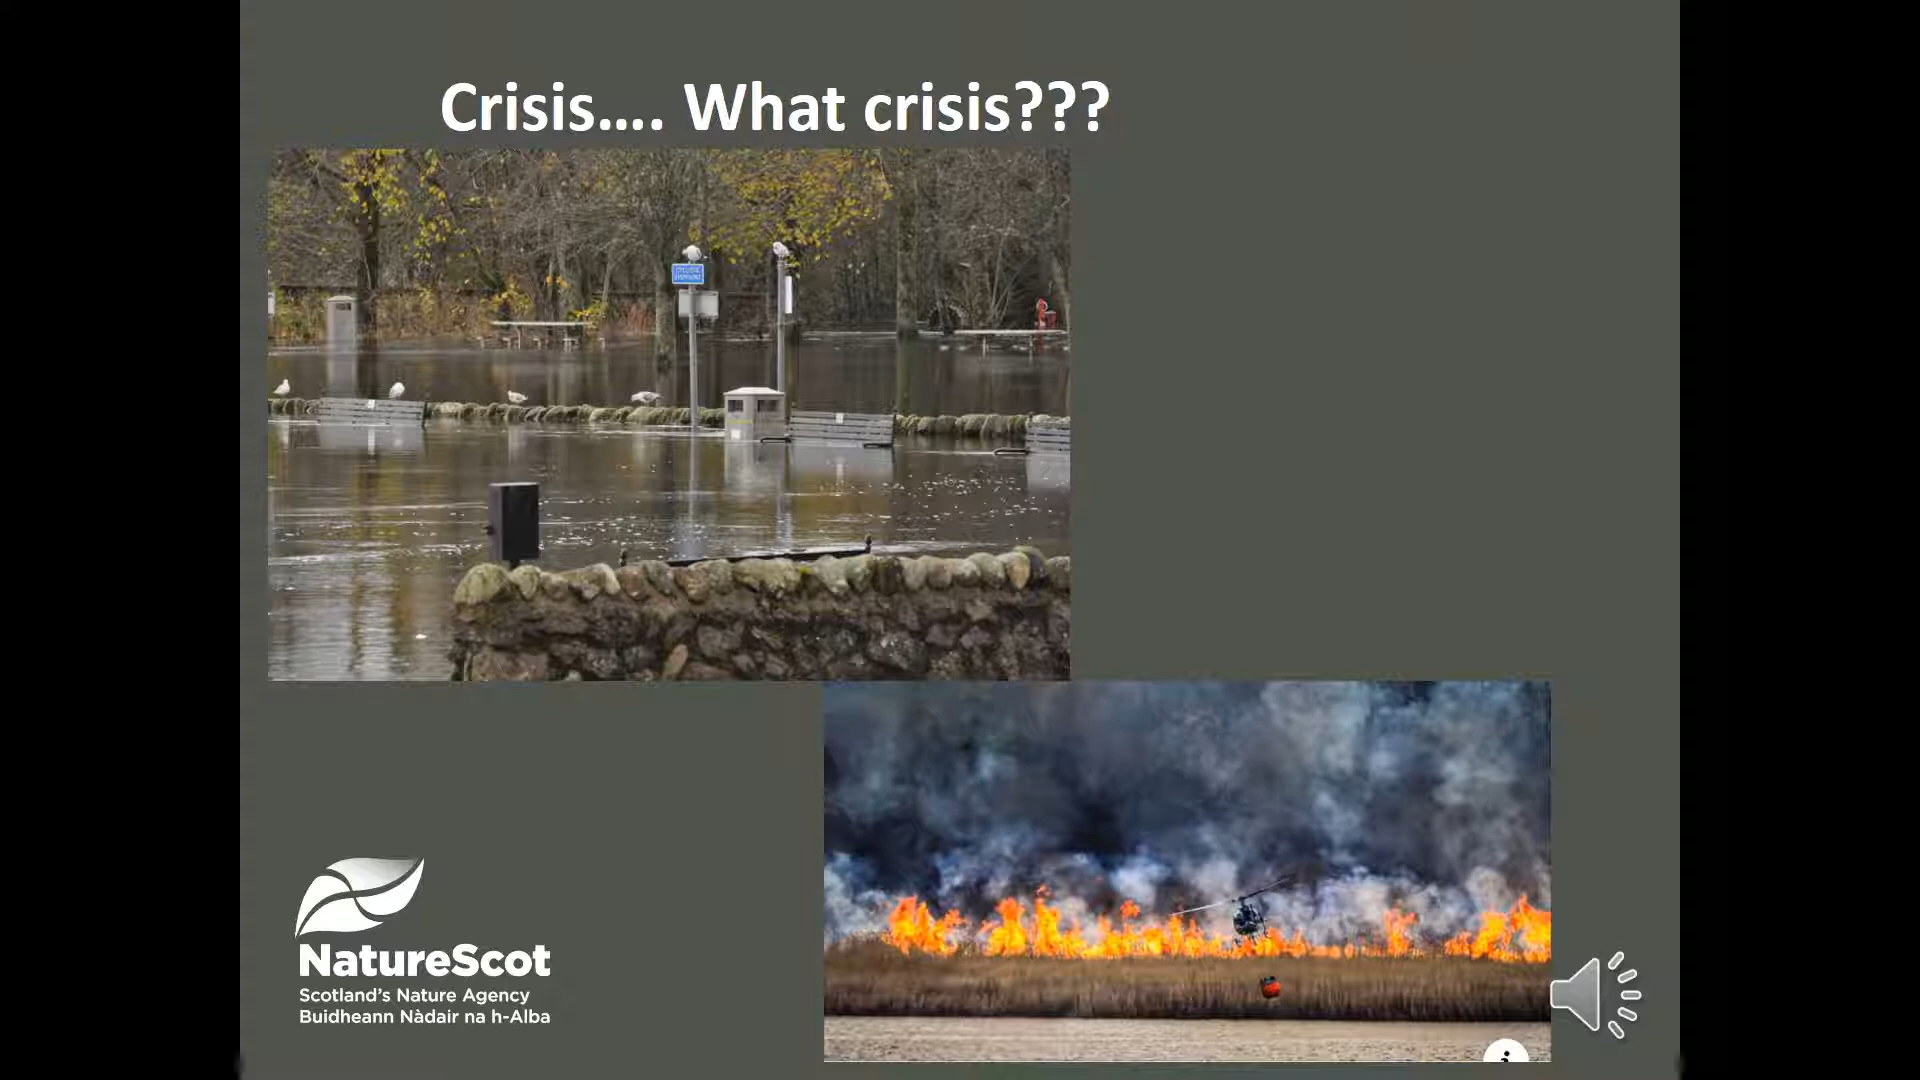 Crisis…. What crisis???
NatureScot
Scotland's Nature Agency
Buidheann Nàdair na h-Alba